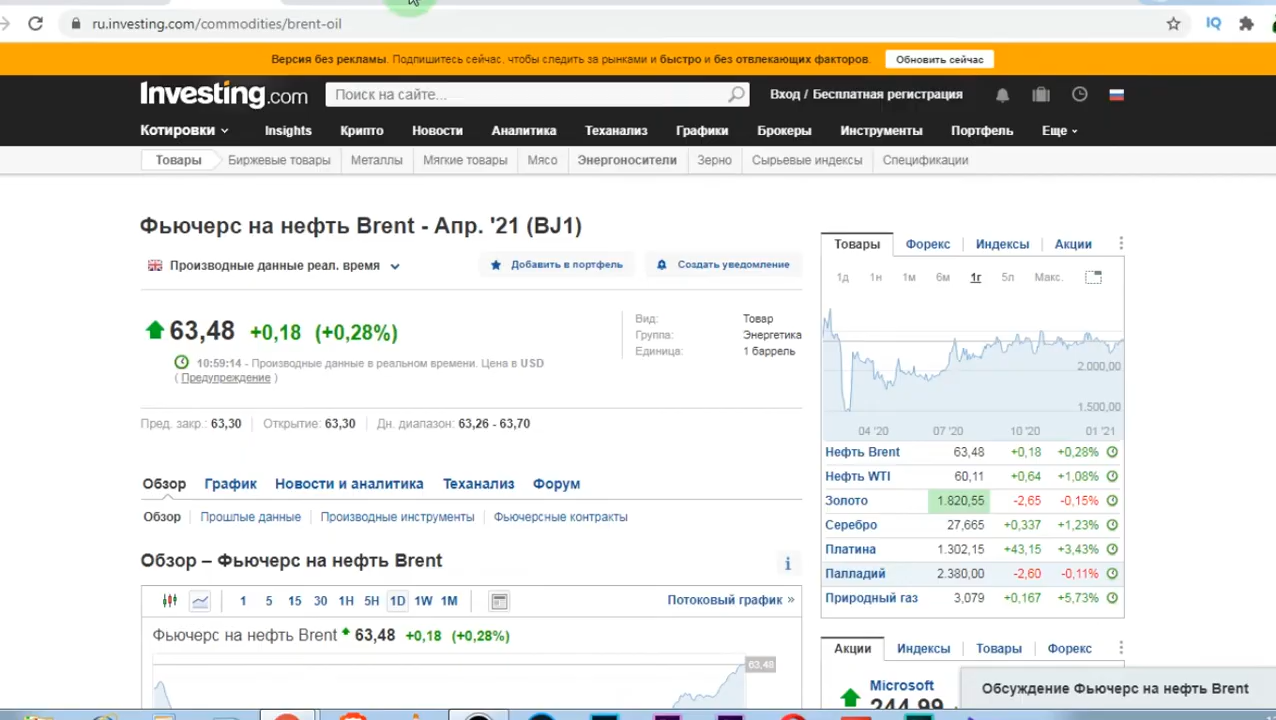 ru.investing.com/commodities/brent-oil
IQ
Версия без рекламы. Подпишитесь сейчас, чтобы следить за рынками и быстро и без отвлекающих факторов. Обновить сейчас
Investing.com Поиск на сайте... Вход / Бесплатная регистрация
Котировки Insights Крипто Новости Аналитика Теханализ Графики Брокеры Инструменты Портфель Еще
Товары Биржевые товары Металлы Мягкие товары Мясо Энергоносители Зерно Сырьевые индексы Спецификации
Фьючерс на нефть Brent - Апр. '21 (BJ1)
Производные данные реал. время Добавить в портфель Создать уведомление
63,48 +0,18 (+0,28%)
10:59:14 - Производные данные в реальном времени. Цена в USD
( Предупреждение )
Вид: Товар
Группа: Энергетика
Единица: 1 баррель
Пред. закр.: 63,30 Открытие: 63,30 Дн. диапазон: 63,26 - 63,70
Обзор График Новости и аналитика Теханализ Форум
Обзор Прошлые данные Производные инструменты Фьючерсные контракты
Обзор – Фьючерс на нефть Brent i
1 5 15 30 1H 5H 1D 1W 1M Потоковый график »
Фьючерс на нефть Brent 63,48 +0,18 (+0,28%)
63,48
Товары Форекс Индексы Акции
1д 1н 1м 6м 1г 5л Макс.
2.000,00
1.500,00
04 '20 07 '20 10 '20 01 '21
Нефть Brent 63,48 +0,18 +0,28%
Нефть WTI 60,11 +0,64 +1,08%
Золото 1.820,55 -2,65 -0,15%
Серебро 27,665 +0,337 +1,23%
Платина 1.302,15 +43,15 +3,43%
Палладий 2.380,00 -2,60 -0,11%
Природный газ 3,079 +0,167 +5,73%
Акции Индексы Товары Форекс
Microsoft
244,99
Обсуждение Фьючерс на нефть Brent